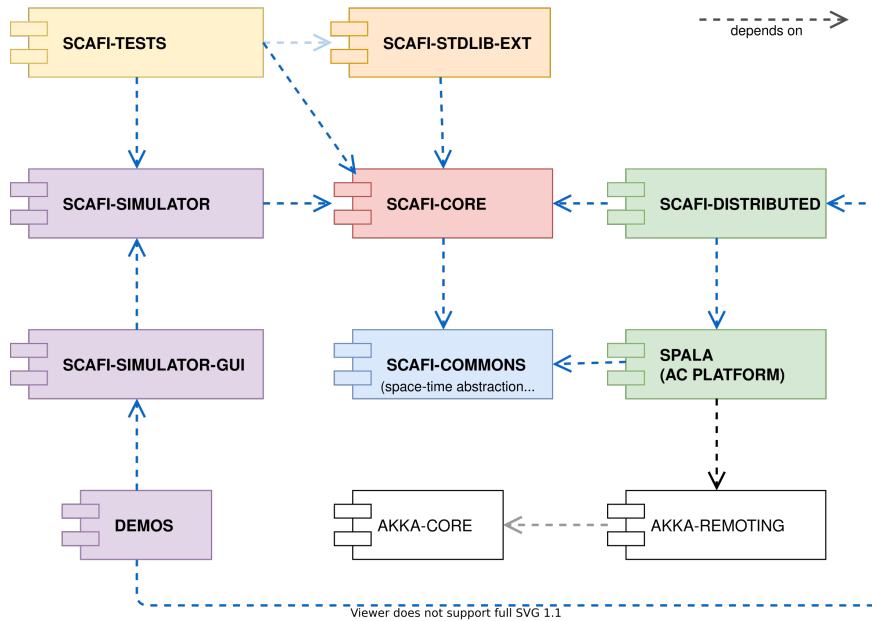 SCAFI-TESTS
SCAFI-STDLIB-EXT
depends on
SCAFI-SIMULATOR
SCAFI-CORE
SCAFI-DISTRIBUTED
SCAFI-SIMULATOR-GUI
SCAFI-COMMONS
(space-time abstraction...
SPALA
(AC PLATFORM)
DEMOS
AKKA-CORE
AKKA-REMOTING
Viewer does not support full SVG 1.1